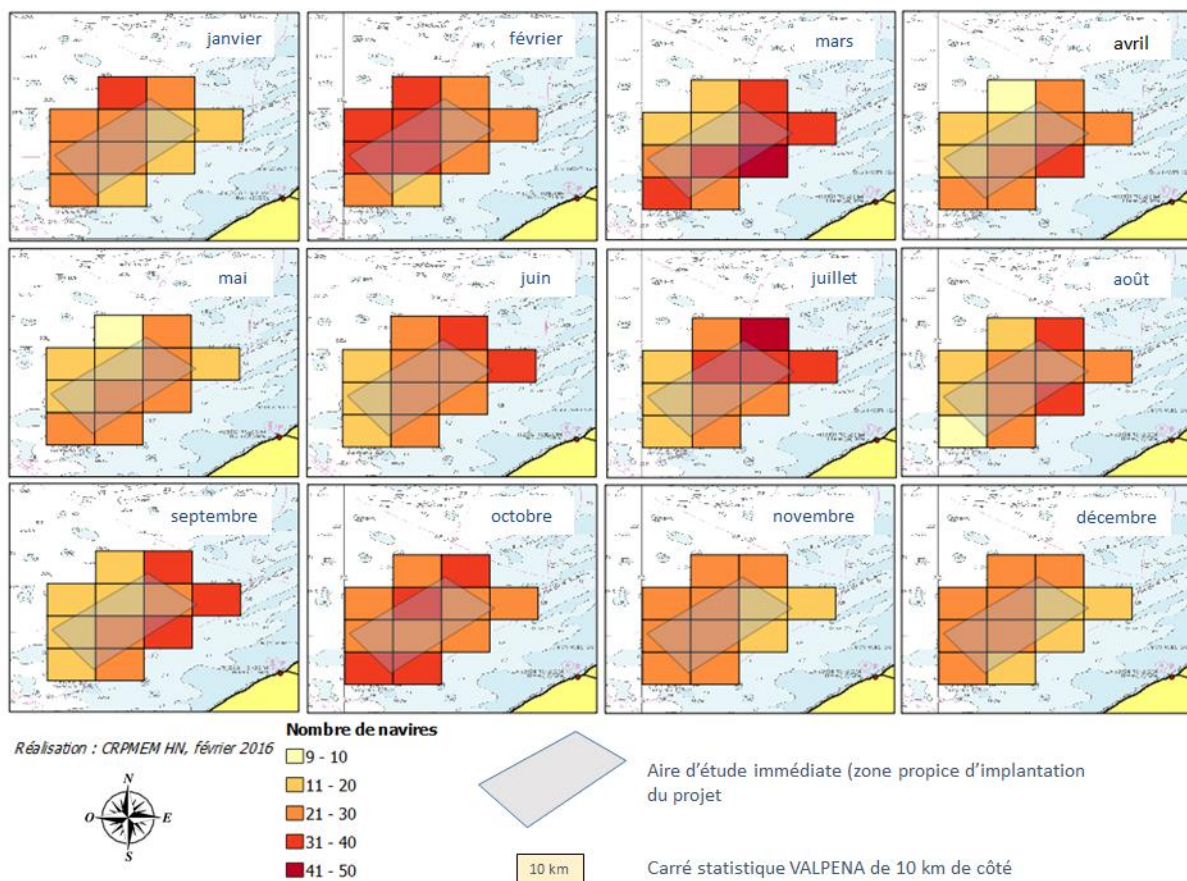 janvier
février
mars
avril
mai
juin
juillet
août
septembre
octobre
novembre
décembre
Réalisation : CRPMEM HN, février 2016
N
O
E
S
Nombre de navires
9 - 10
11 - 20
21 - 30
31 - 40
41 - 50
Aire d'étude immédiate (zone propice d'implantation
du projet
10 km
Carré statistique VALPENA de 10 km de côté